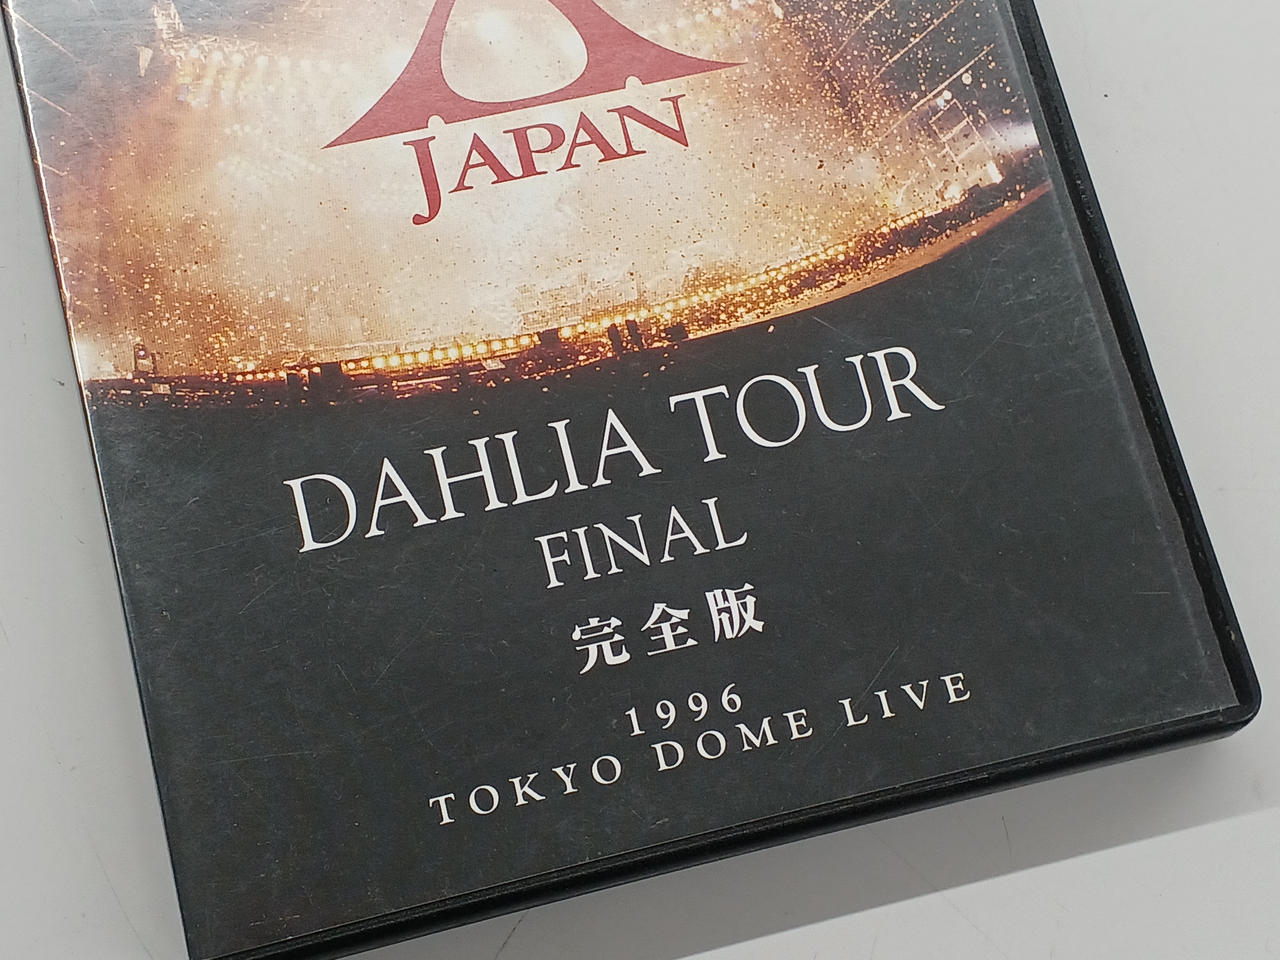 JAPAN
DAHLIA TOUR
FINAL
完全版
1996
TOKYO DOME LIVE